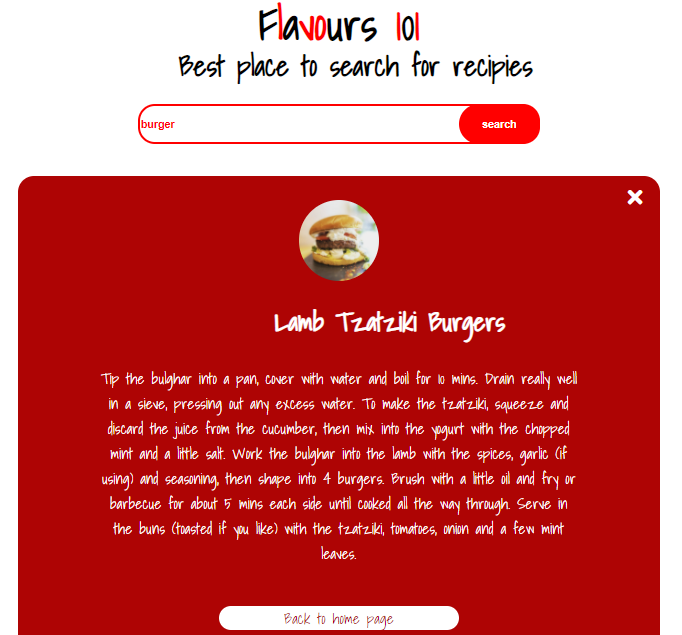 Flavours 101
Best place to search for recipies
burger
search
Lamb Tzatziki Burgers
Tip the bulghar into a pan, cover with water and boil for 10 mins. Drain really well
in a sieve, pressing out any excess water. To make the tzatziki, squeeze and
discard the juice from the cucumber, then mix into the yogurt with the chopped
mint and a little salt. Work the bulghar into the lamb with the spices, garlic (if
using) and seasoning, then shape into 4 burgers. Brush with a little oil and fry or
barbecue for about 5 mins each side until cooked all the way through. Serve in
the buns (toasted if you like) with the tzatziki, tomatoes, onion and a few mint
leaves.
Back to home page